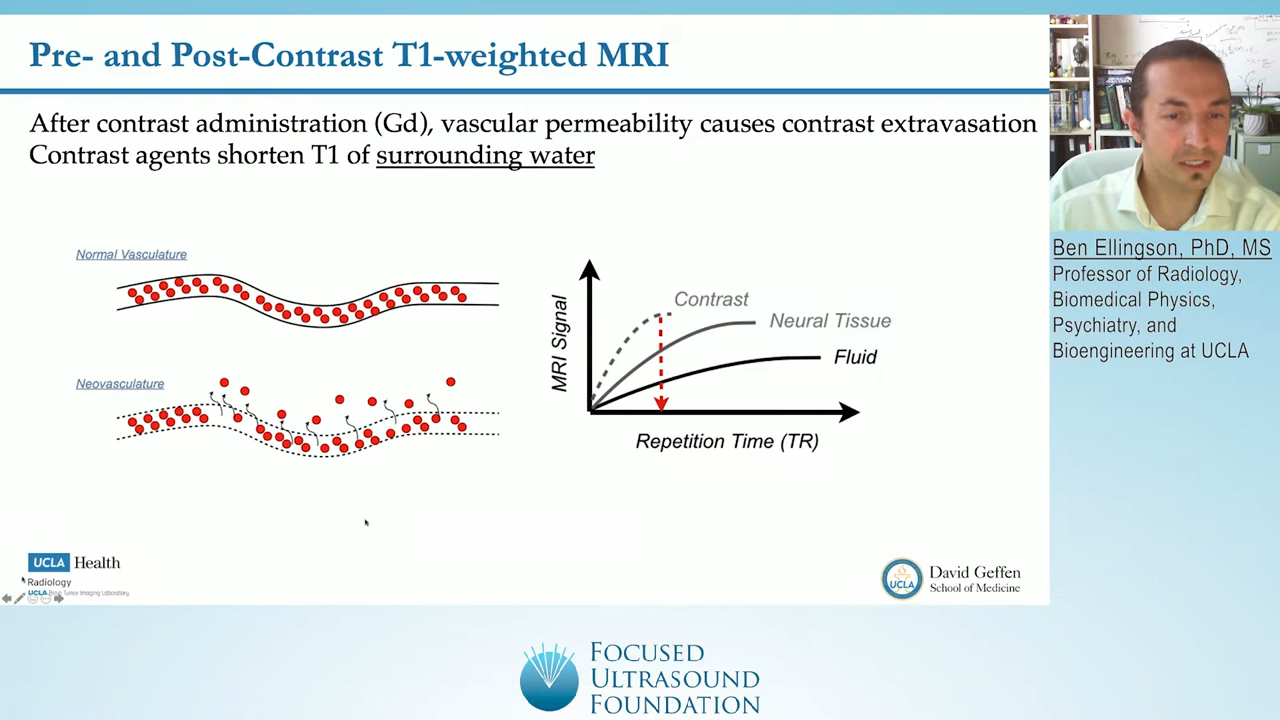 Pre- and Post-Contrast T1-weighted MRI
After contrast administration (Gd), vascular permeability causes contrast extravasation
Contrast agents shorten T1 of surrounding water
Normal Vasculature
Neovasculature
MRI Signal
Contrast
Neural Tissue
Fluid
Repetition Time (TR)
UCLA Health
Radiology
UCLA Brain Tumor Imaging Laboratory
UCLA
David Geffen
School of Medicine
Ben Ellingson, PhD, MS
Professor of Radiology,
Biomedical Physics,
Psychiatry, and
Bioengineering at UCLA
FOCUSED
ULTRASOUND
FOUNDATION